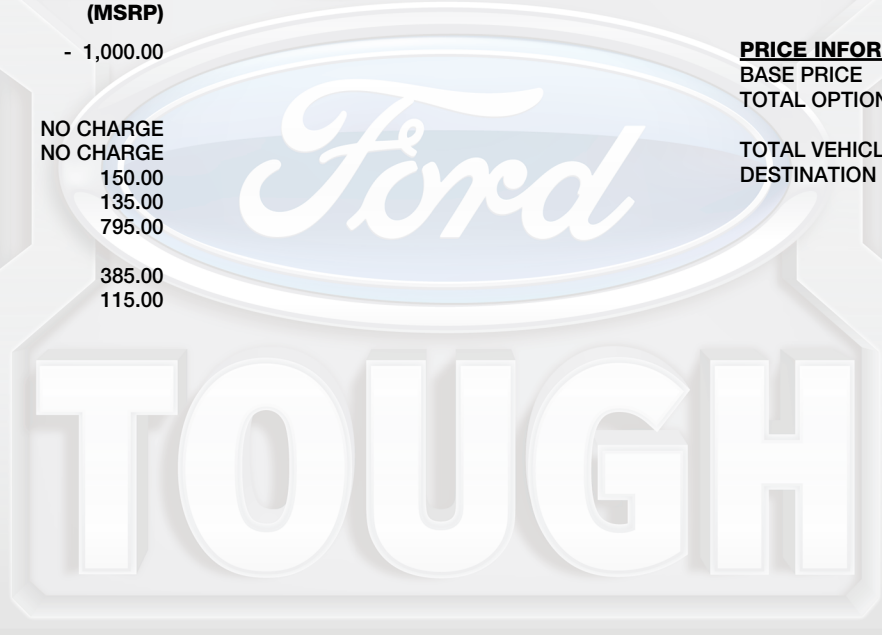 (MSRP)
- 1,000.00
NO CHARGE
NO CHARGE
150.00
135.00
795.00
385.00
115.00
PRICE INFOR
BASE PRICE
TOTAL OPTION
TOTAL VEHICL
DESTINATION
Ford
TOUGH